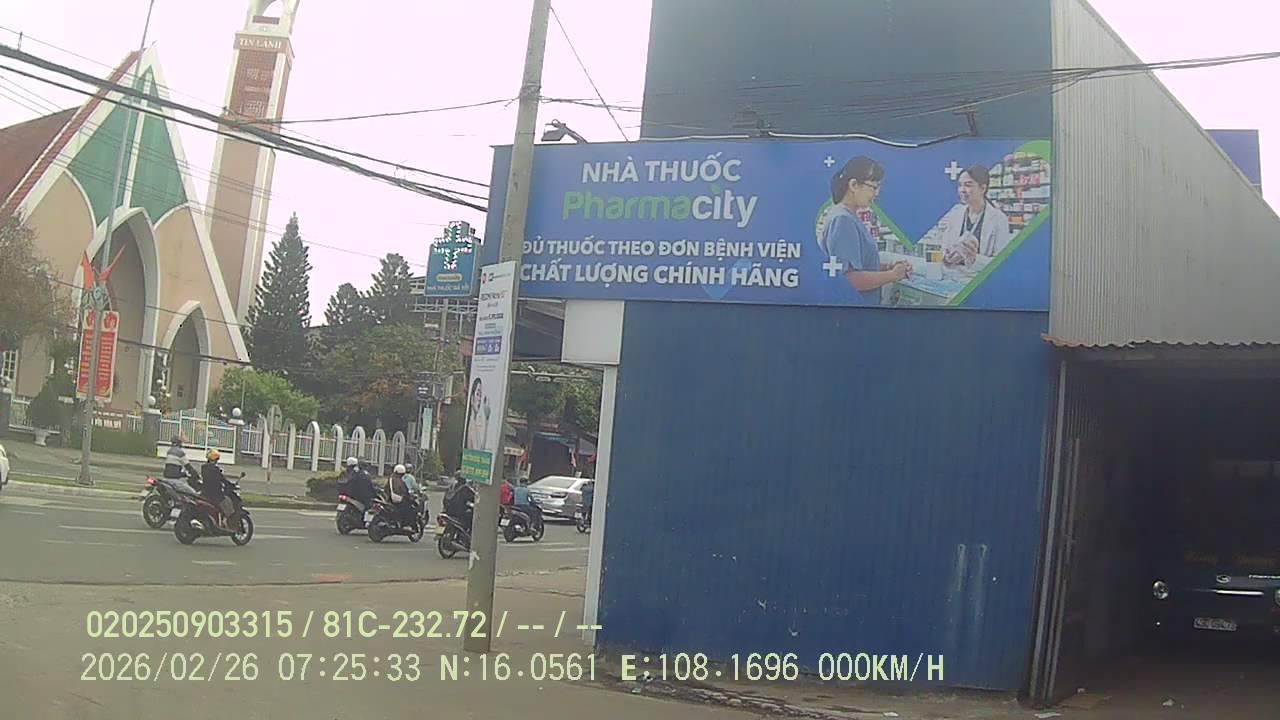 TIN LÀNH
NHÀ THUỐC
Pharmacity
ĐỦ THUỐC THEO ĐƠN BỆNH VIỆN
CHẤT LƯỢNG CHÍNH HÃNG
020250903315 / 81C-232.72 / -- / --
2026/02/26 07:25:33 N:16.0561 E:108.1696 000KM/H